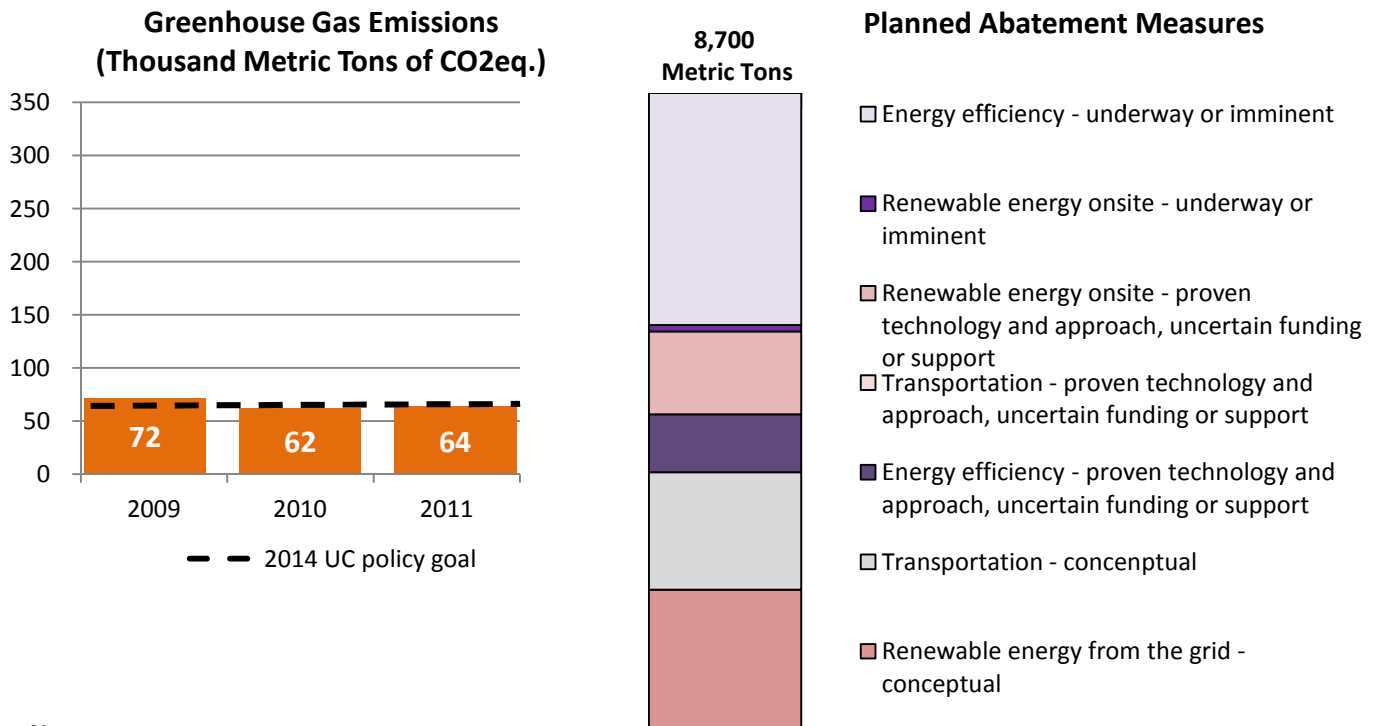 Greenhouse Gas Emissions
(Thousand Metric Tons of CO2eq.)
350
300
250
200
150
100
50
0
72
62
64
2009
2010
2011
2014 UC policy goal
8,700
Metric Tons
Planned Abatement Measures
Energy efficiency - underway or imminent
Renewable energy onsite - underway or
imminent
Renewable energy onsite - proven
technology and approach, uncertain funding
or support
Transportation - proven technology and
approach, uncertain funding or support
Energy efficiency - proven technology and
approach, uncertain funding or support
Transportation - concenptual
Renewable energy from the grid -
conceptual